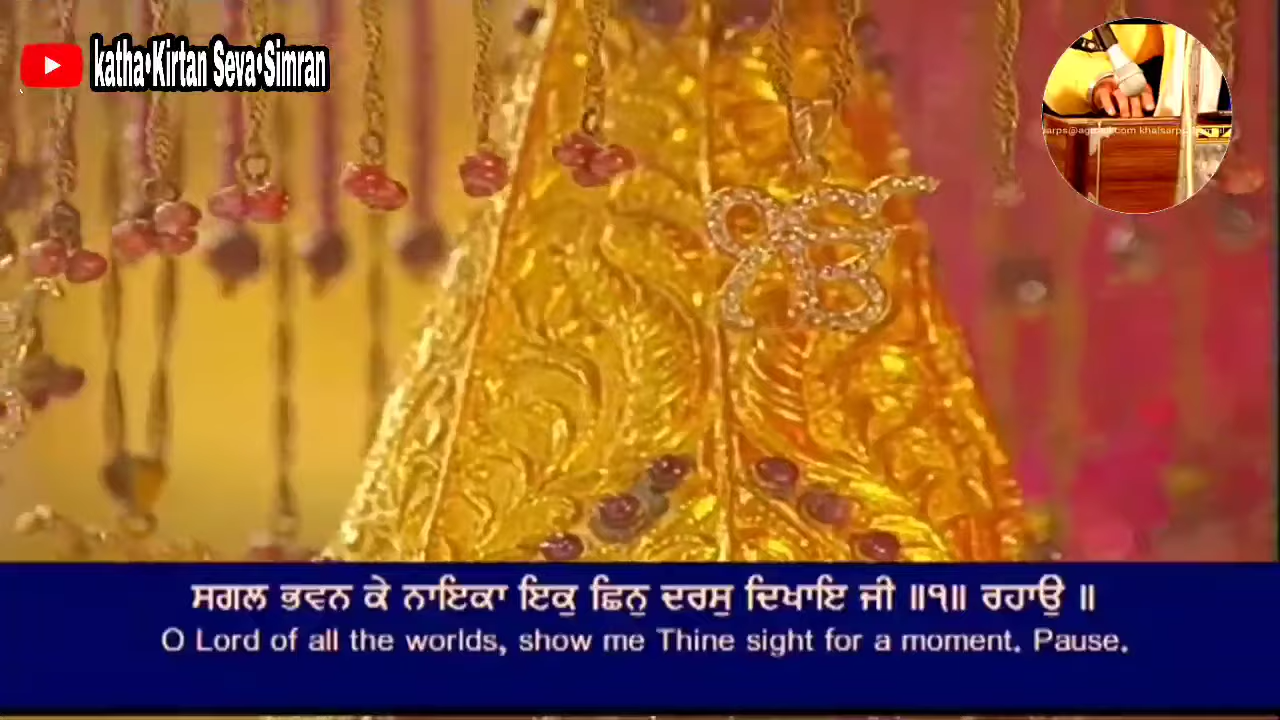 katha•Kirtan Seva•Simran
ਸਗਲ ਭਵਨ ਕੇ ਨਾਇਕਾ ਇਕੁ ਛਿਨੁ ਦਰਸੁ ਦਿਖਾਇ ਜੀ ॥੧॥ ਰਹਾਉ ॥
O Lord of all the worlds, show me Thine sight for a moment. Pause.